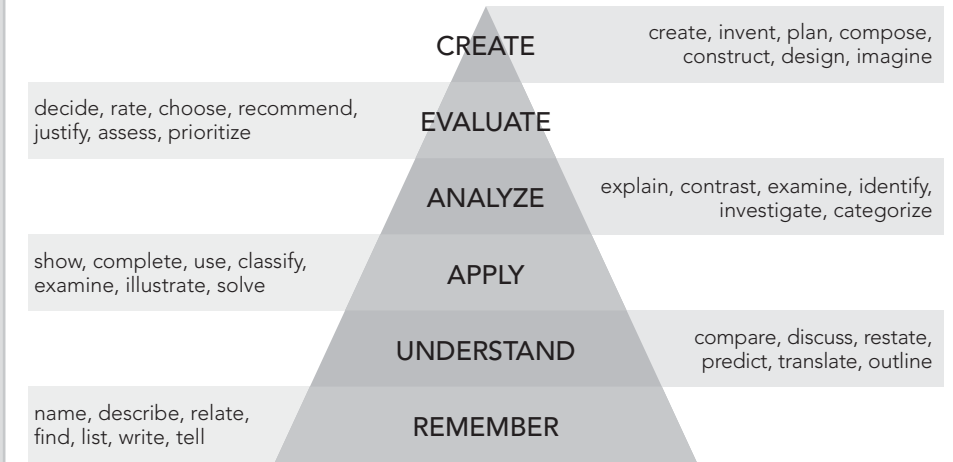 CREATE
create, invent, plan, compose,
construct, design, imagine
decide, rate, choose, recommend,
justify, assess, prioritize
EVALUATE
ANALYZE
explain, contrast, examine, identify,
investigate, categorize
show, complete, use, classify,
examine, illustrate, solve
APPLY
UNDERSTAND
compare, discuss, restate,
predict, translate, outline
name, describe, relate,
find, list, write, tell
REMEMBER